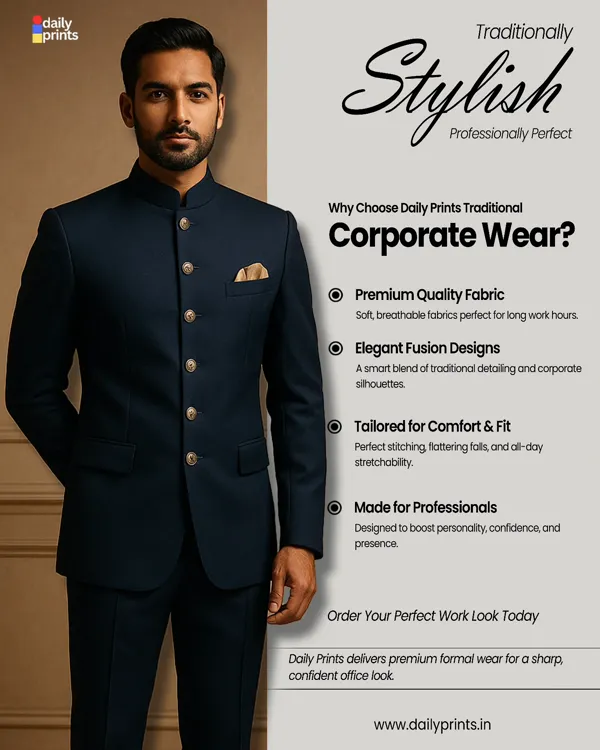 daily
prints
Traditionally
Stylish
Professionally Perfect
Why Choose Daily Prints Traditional
Corporate Wear?
Premium Quality Fabric
Soft, breathable fabrics perfect for long work hours.
Elegant Fusion Designs
A smart blend of traditional detailing and corporate
silhouettes.
Tailored for Comfort & Fit
Perfect stitching, flattering falls, and all-day
stretchability.
Made for Professionals
Designed to boost personality, confidence, and
presence.
Order Your Perfect Work Look Today
Daily Prints delivers premium formal wear for a sharp,
confident office look.
www.dailyprints.in